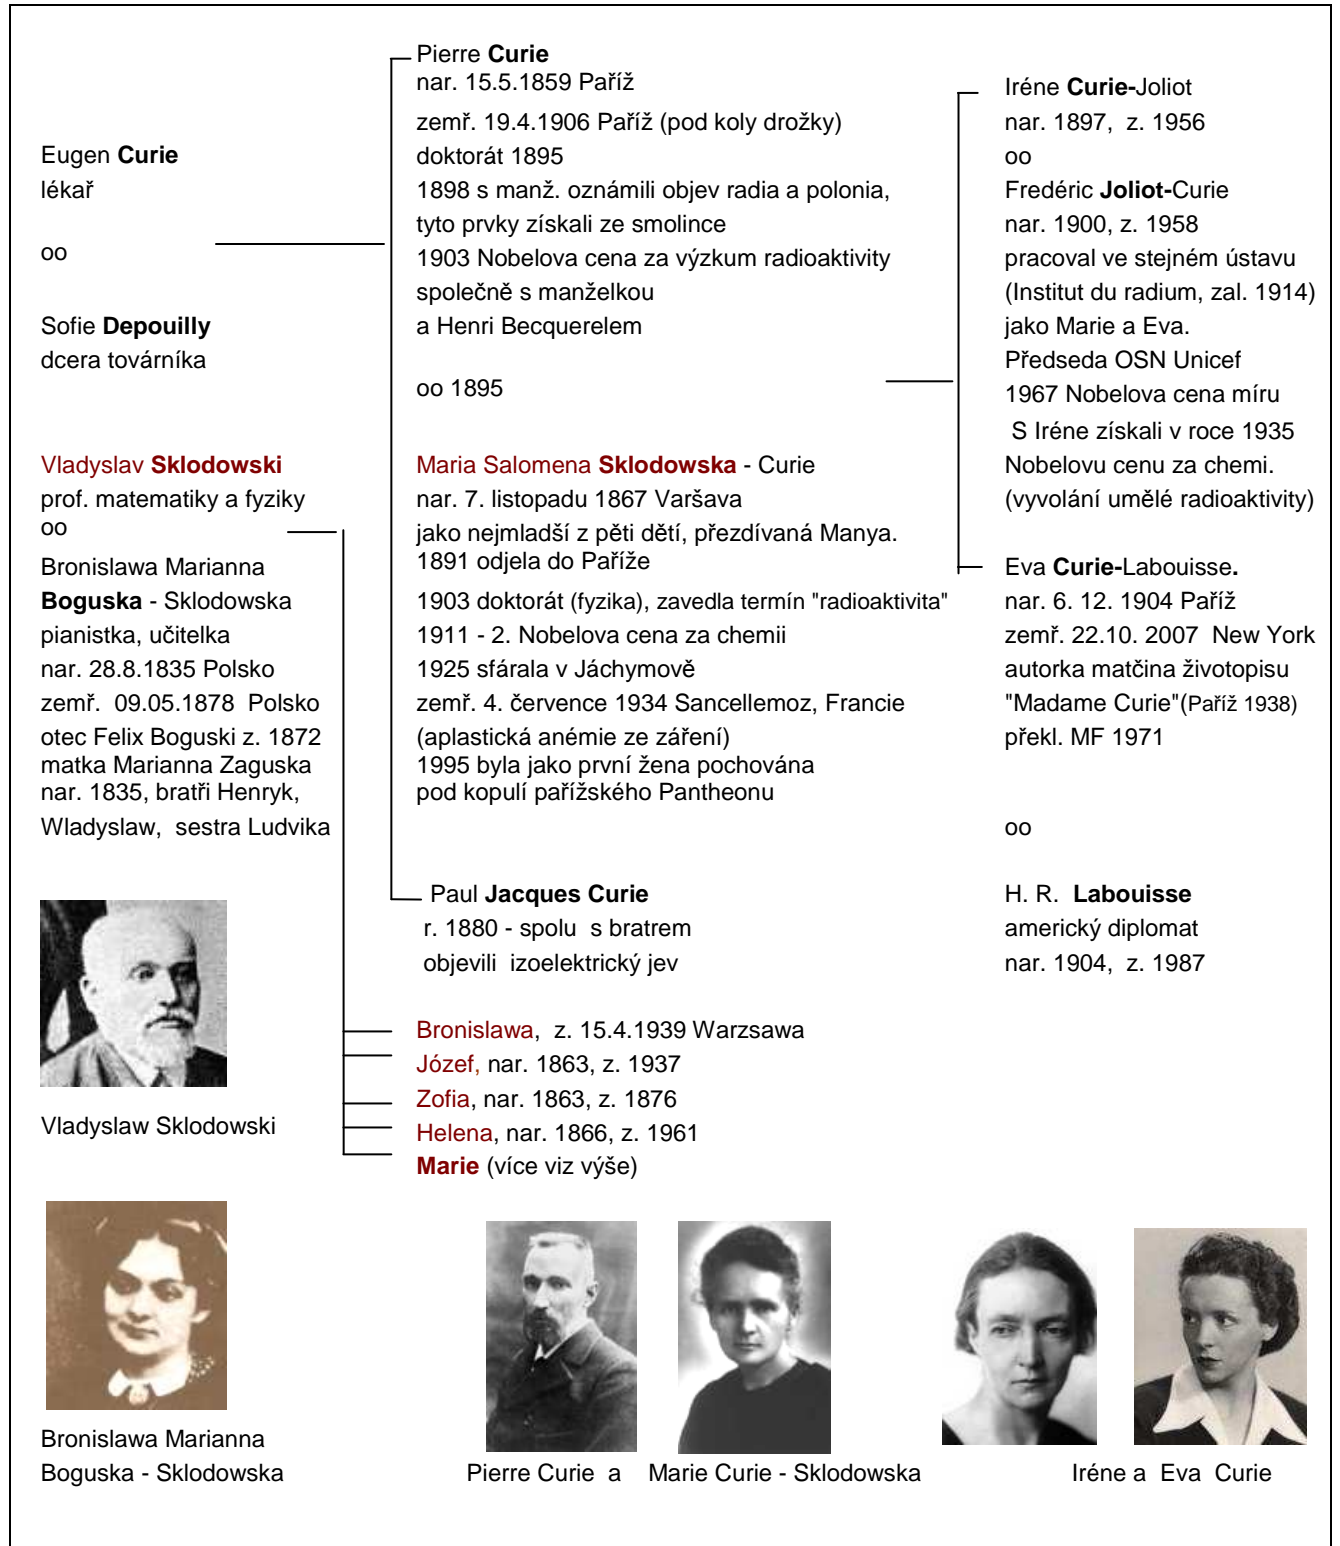 Eugen Curie
lékař
oo
Sofie Depouilly
dcera továrníka
Vladyslav Sklodowski
prof. matematiky a fyziky
oo
Bronislawa Marianna
Boguska - Sklodowska
pianistka, učitelka
nar. 28.8.1835 Polsko
zemř.  09.05.1878  Polsko
otec Felix Boguski z. 1872
matka Marianna Zaguska
nar. 1835, bratři Henryk,
Wladyslaw,  sestra Ludvika
Vladyslaw Sklodowski
Bronislawa Marianna
Boguska - Sklodowska
Pierre Curie
nar. 15.5.1859 Paříž
zemř. 19.4.1906 Paříž (pod koly drožky)
doktorát 1895
1898 s manž. oznámili objev radia a polonia,
tyto prvky získali ze smolince
1903 Nobelova cena za výzkum radioaktivity
společně s manželkou
a Henri Becquerelem
oo 1895
Maria Salomena Sklodowska - Curie
nar. 7. listopadu 1867 Varšava
jako nejmladší z pěti dětí, přezdívaná Manya.
1891 odjela do Paříže
1903 doktorát (fyzika), zavedla termín "radioaktivita"
1911 - 2. Nobelova cena za chemii
1925 sfárala v Jáchymově
zemř. 4. července 1934 Sancellemoz, Francie
(aplastická anémie ze záření)
1995 byla jako první žena pochována
pod kopulí pařížského Pantheonu
Paul Jacques Curie
r. 1880 - spolu  s bratrem
objevili  izoelektrický jev
Bronislawa,  z. 15.4.1939 Warzsawa
Józef, nar. 1863, z. 1937
Zofia, nar. 1863, z. 1876
Helena, nar. 1866, z. 1961
Marie (více viz výše)
Pierre Curie  a    Marie Curie - Sklodowska
Iréne Curie-Joliot
nar. 1897,  z. 1956
oo
Fredéric Joliot-Curie
nar. 1900, z. 1958
pracoval ve stejném ústavu
(Institut du radium, zal. 1914)
jako Marie a Eva.
Předseda OSN Unicef
1967 Nobelova cena míru
S Iréne získali v roce 1935
Nobelovu cenu za chemi.
(vyvolání umělé radioaktivity)
Eva Curie-Labouisse.
nar. 6. 12. 1904 Paříž
zemř. 22.10. 2007  New York
autorka matčina životopisu
"Madame Curie"(Paříž 1938)
překl. MF 1971
oo
H. R.  Labouisse
americký diplomat
nar. 1904,  z. 1987
Iréne a  Eva  Curie